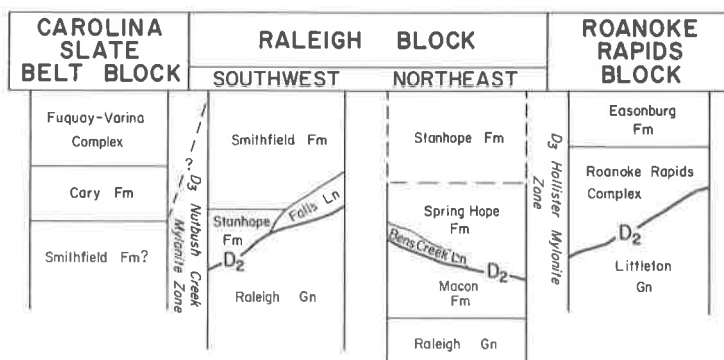 CAROLINA
SLATE
BELT BLOCK
RALEIGH BLOCK
SOUTHWEST
NORTHEAST
ROANOKE
RAPIDS
BLOCK
Fuquay-Varina
Complex
Cary Fm
Smithfield Fm?
? D3 Nutbush Creek
Mylonite Zone
Smithfield Fm
Stanhope
Fm
Falls Ln
D2
Raleigh Gn
Stanhope Fm
Spring Hope
Fm
Bens Creek Ln
D2
Macon
Fm
Raleigh Gn
D3 Hollister Mylonite
Zone
Easonburg
Fm
Roanoke Rapids
Complex
D2
Littleton
Gn